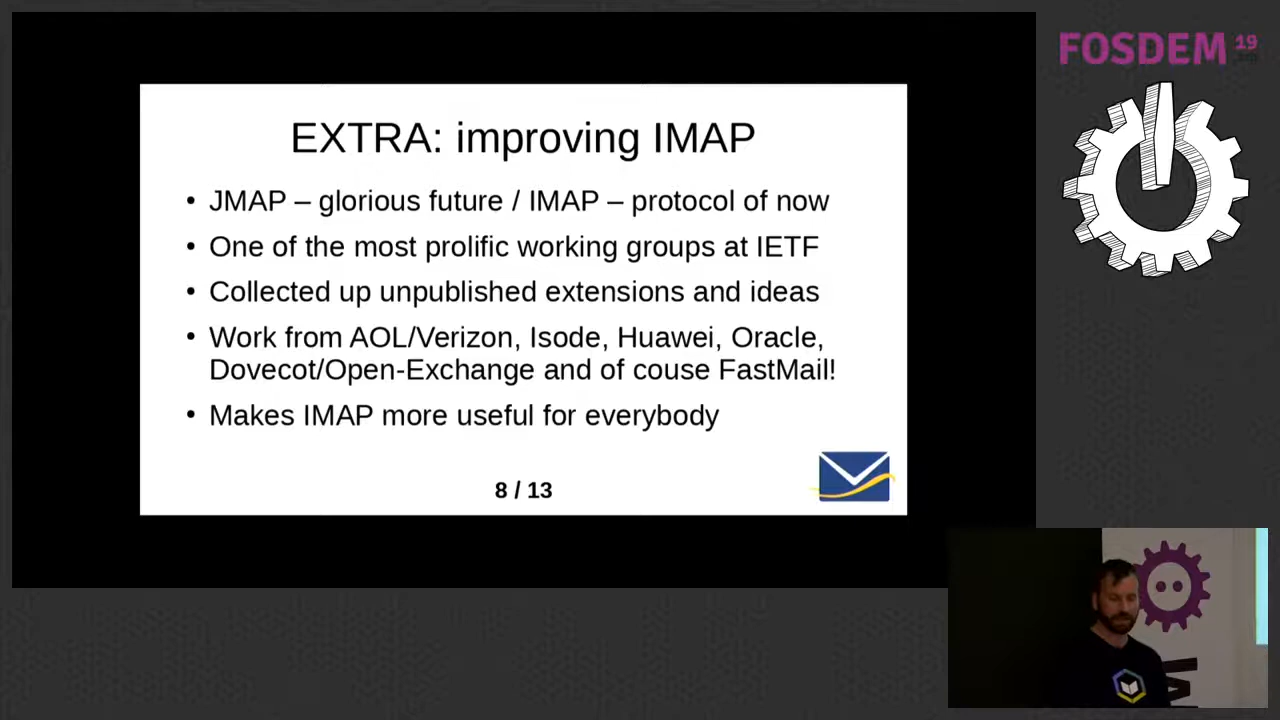 EXTRA: improving IMAP
• JMAP – glorious future / IMAP – protocol of now
• One of the most prolific working groups at IETF
• Collected up unpublished extensions and ideas
• Work from AOL/Verizon, Isode, Huawei, Oracle,
Dovecot/Open-Exchange and of couse FastMail!
• Makes IMAP more useful for everybody
8 / 13
FOSDEM 19